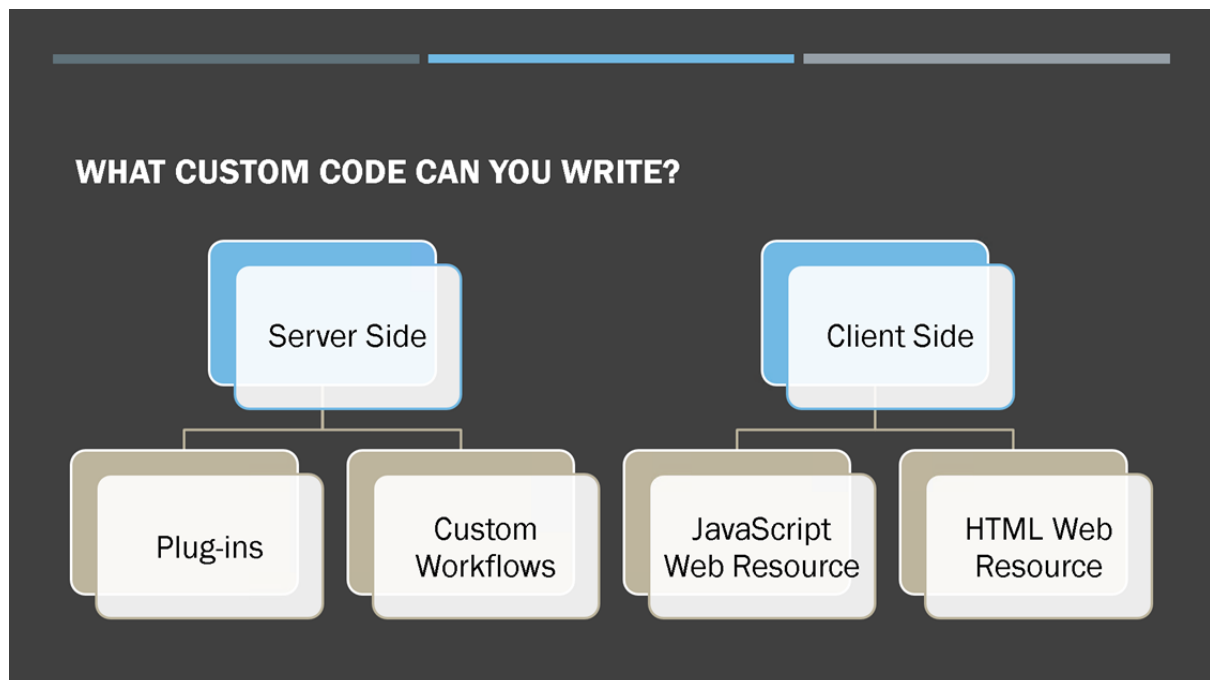 WHAT CUSTOM CODE CAN YOU WRITE?
Server Side
Client Side
Plug-ins
Custom
Workflows
JavaScript
Web Resource
HTML Web
Resource